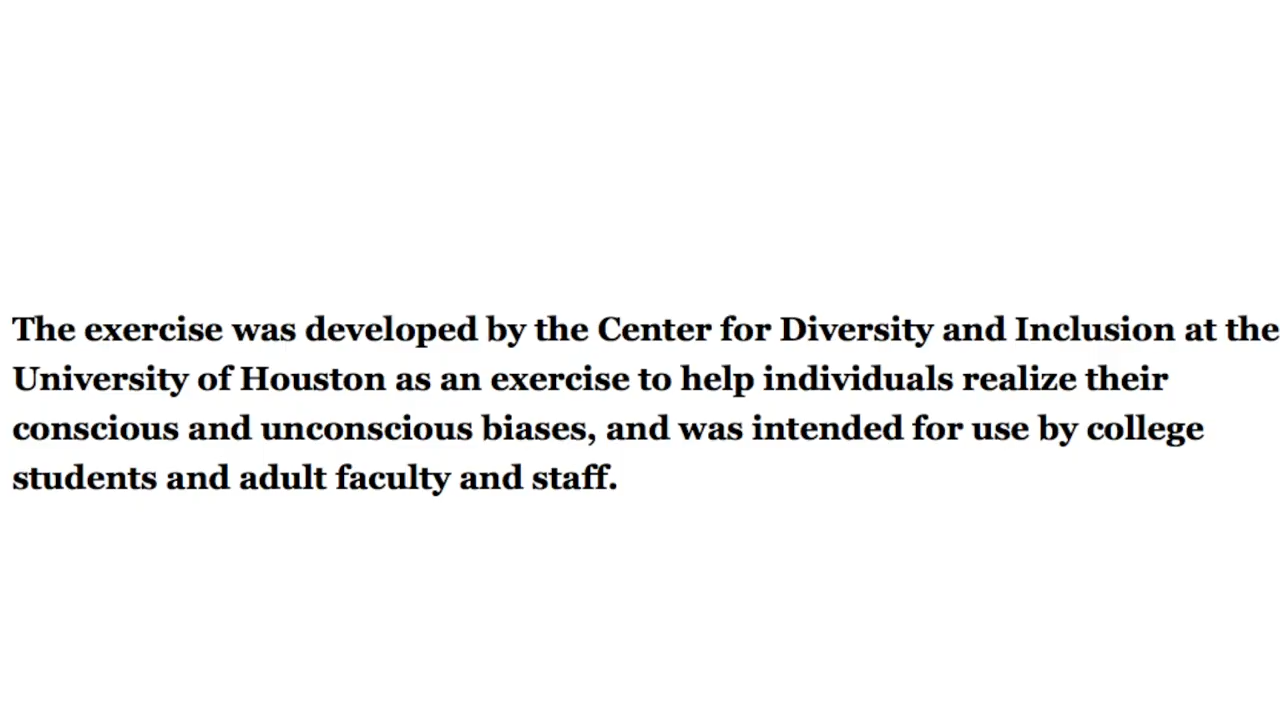 The exercise was developed by the Center for Diversity and Inclusion at the
University of Houston as an exercise to help individuals realize their
conscious and unconscious biases, and was intended for use by college
students and adult faculty and staff.